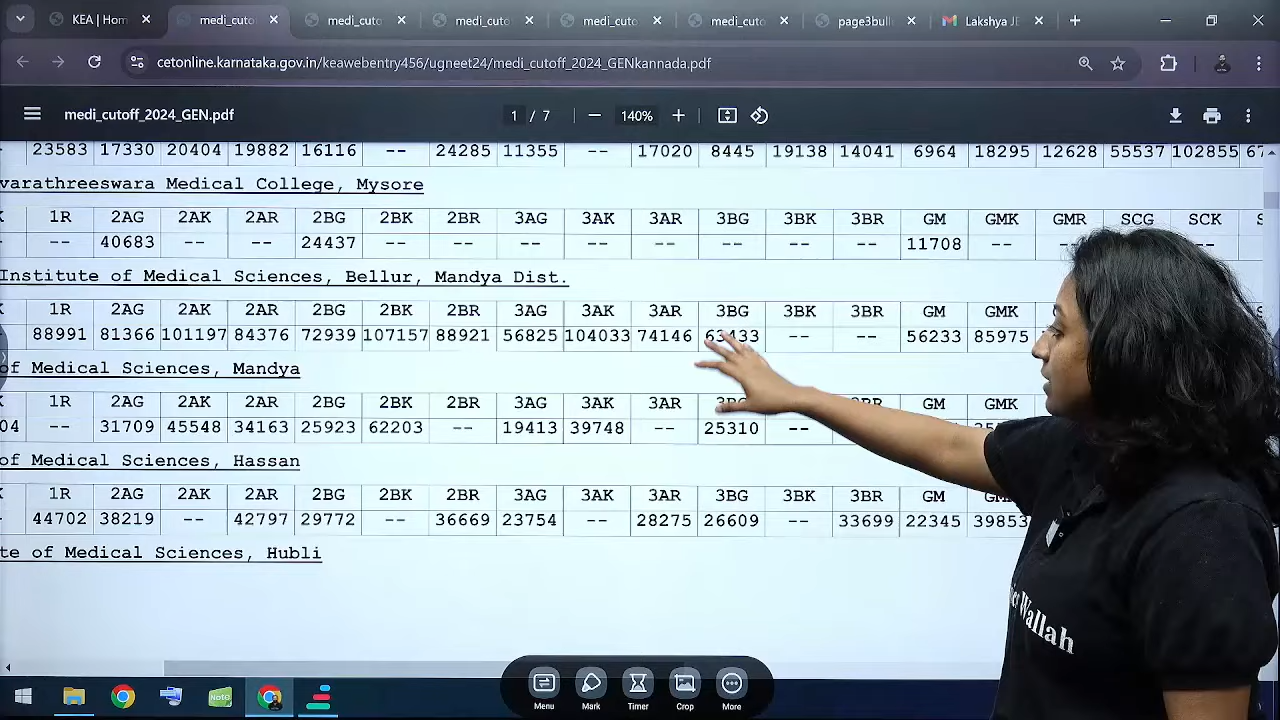 KEA | Hom
medi_cuto
medi_cuto
medi_cuto
medi_cuto
medi_cuto
page3bull
Lakshya JE
cetonline.karnataka.gov.in/keawebentry456/ugneet24/medi_cutoff_2024_GENkannada.pdf
medi_cutoff_2024_GEN.pdf
1 / 7
140%
23583 17330 20404 19882 16116 -- 24285 11355 -- 17020 8445 19138 14041 6964 18295 12628 55537 102855
varathreeswara Medical College, Mysore
1R 2AG 2AK 2AR 2BG 2BK 2BR 3AG 3AK 3AR 3BG 3BK 3BR GM GMK GMR SCG SCK
-- -- 40683 -- -- 24437 -- -- -- -- -- -- -- -- 11708 -- --
Institute of Medical Sciences, Bellur, Mandya Dist.
1R 2AG 2AK 2AR 2BG 2BK 2BR 3AG 3AK 3AR 3BG 3BK 3BR GM GMK
88991 81366 101197 84376 72939 107157 88921 56825 104033 74146 63433 -- -- 56233 85975
of Medical Sciences, Mandya
1R 2AG 2AK 2AR 2BG 2BK 2BR 3AG 3AK 3AR 3BG 3BK 3BR GM GMK
04 -- 31709 45548 34163 25923 62203 -- 19413 39748 -- 25310 --
of Medical Sciences, Hassan
1R 2AG 2AK 2AR 2BG 2BK 2BR 3AG 3AK 3AR 3BG 3BK 3BR GM
44702 38219 -- 42797 29772 -- 36669 23754 -- 28275 26609 -- 33699 22345 39853
te of Medical Sciences, Hubli
Wallah
Note
Menu
Mark
Timer
Crop
More